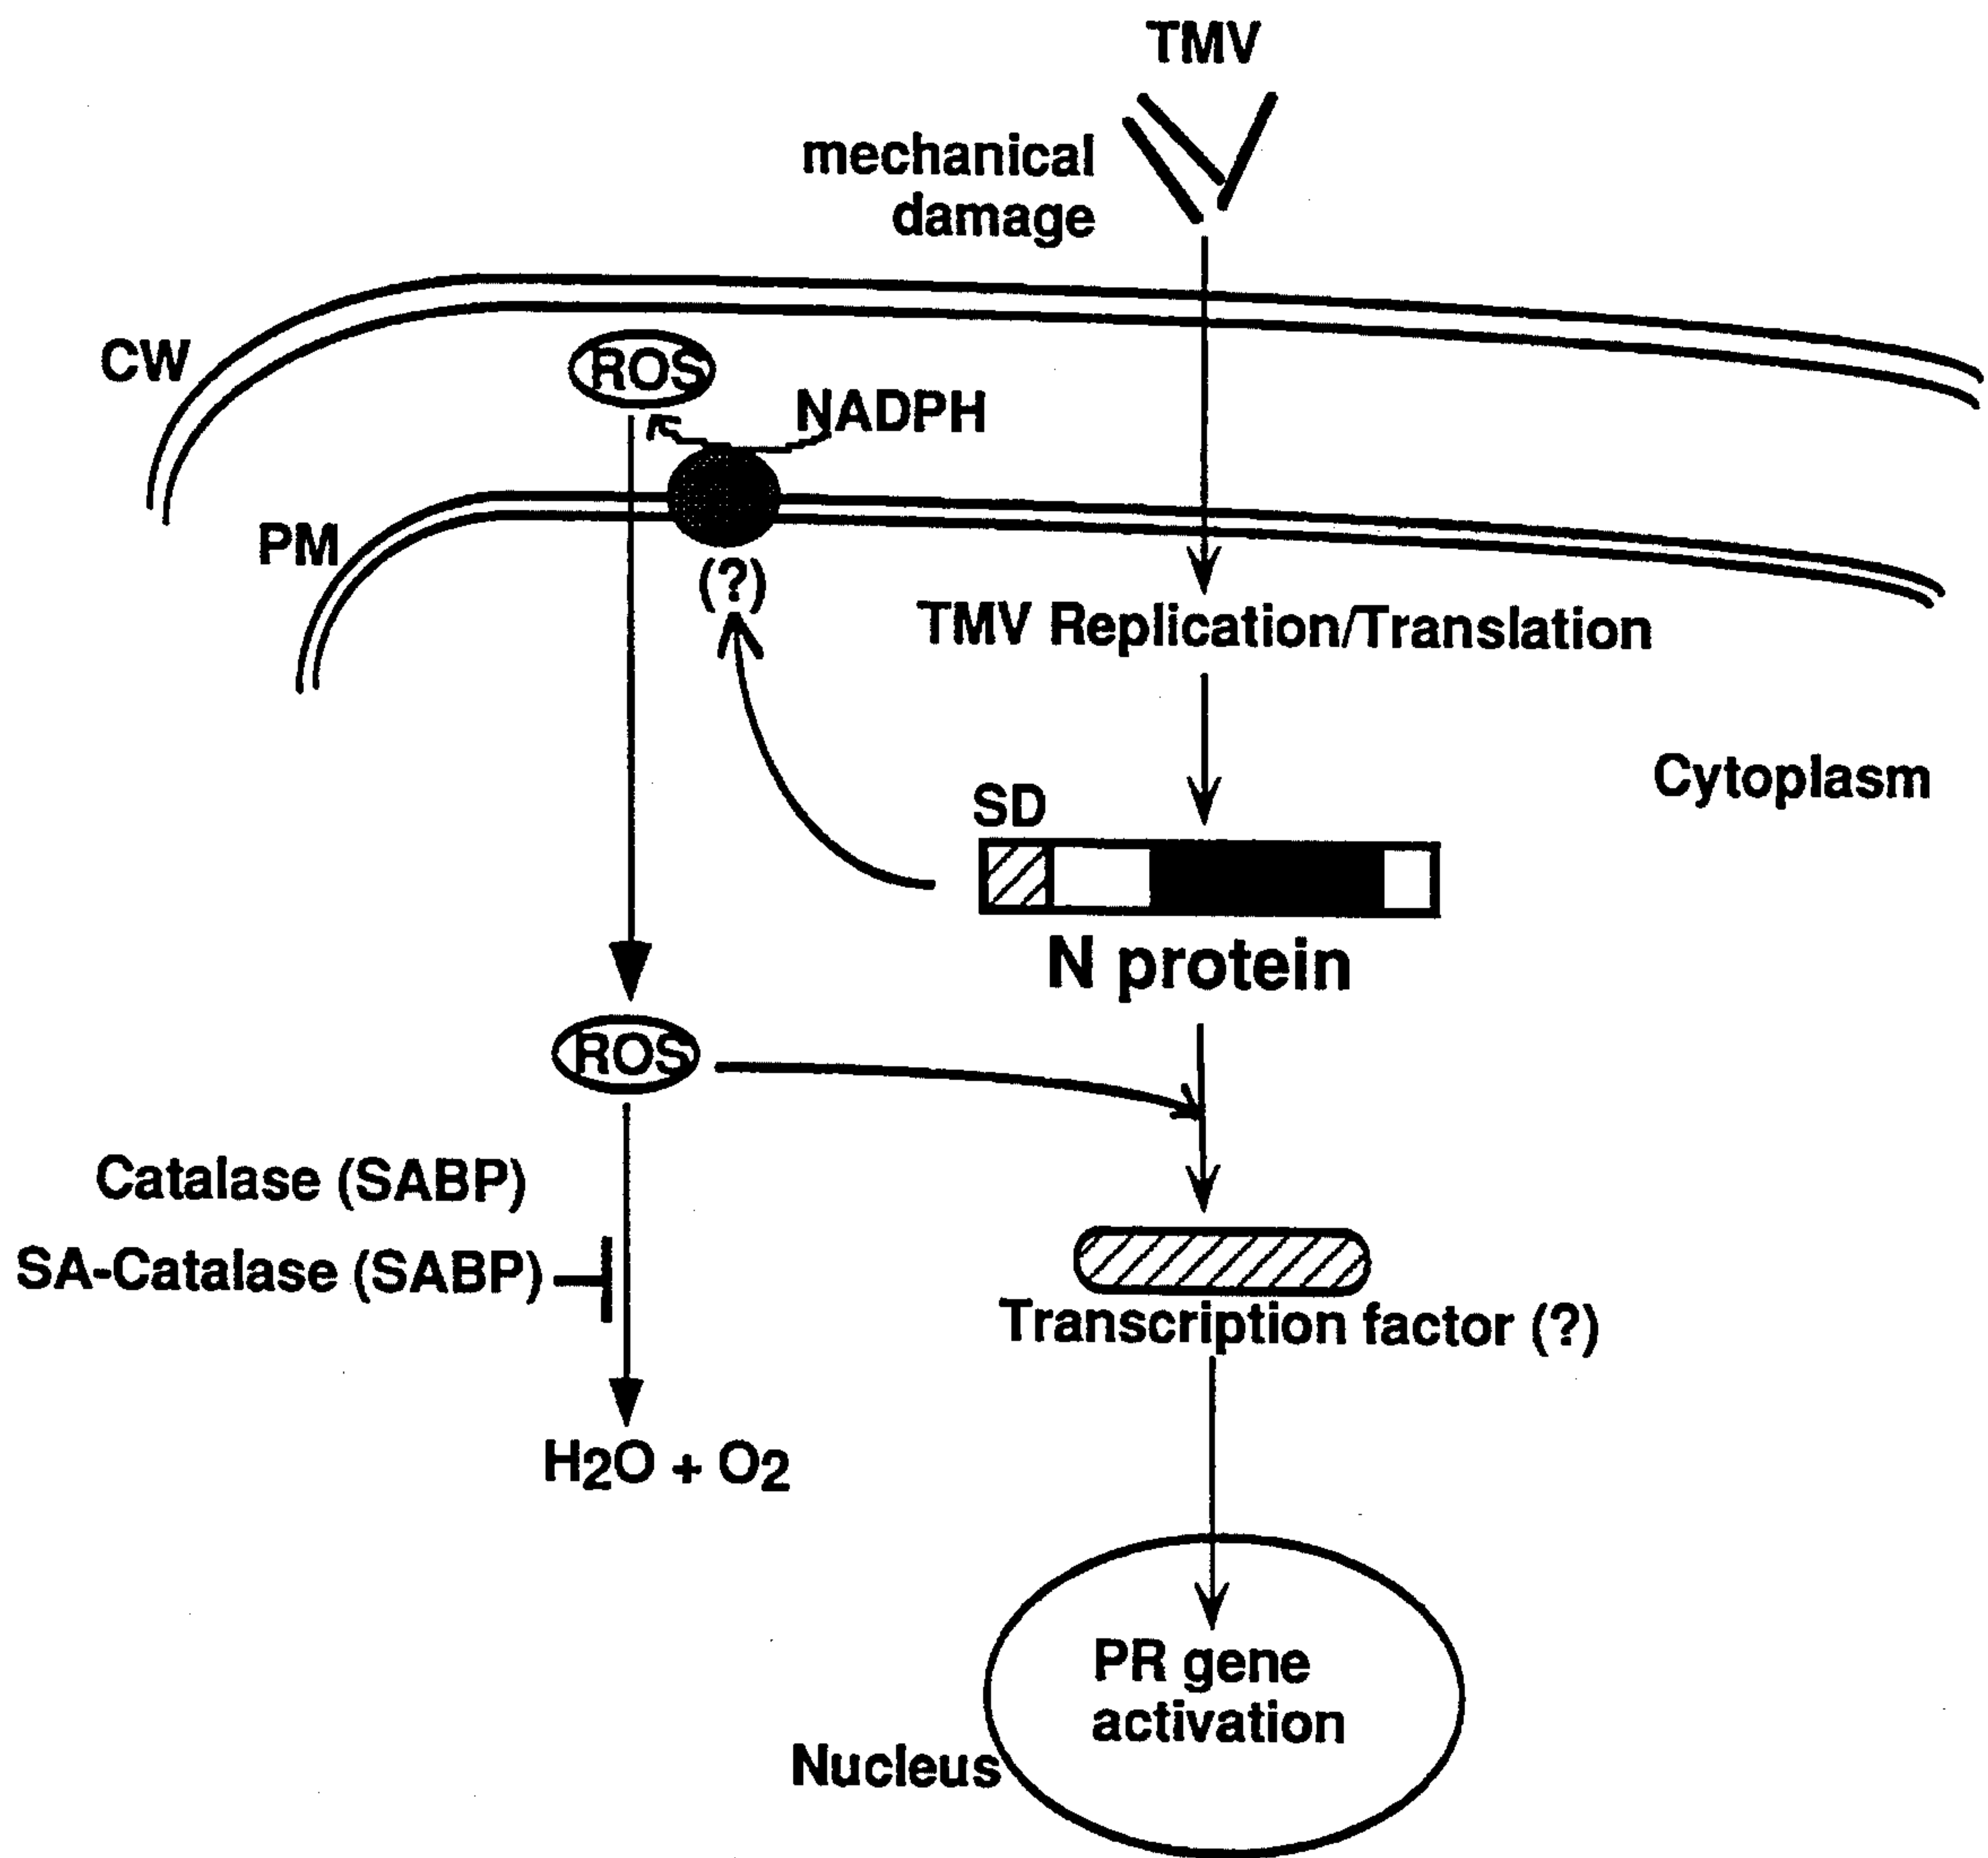 TMV
mechanical
damage
CW
ROS
NADPH
PM
(?)
TMV Replication/Translation
Cytoplasm
SD
N protein
ROS
Catalase (SABP)
SA-Catalase (SABP)
Transcription factor (?)
H2O + O2
PR gene
activation
Nucleus